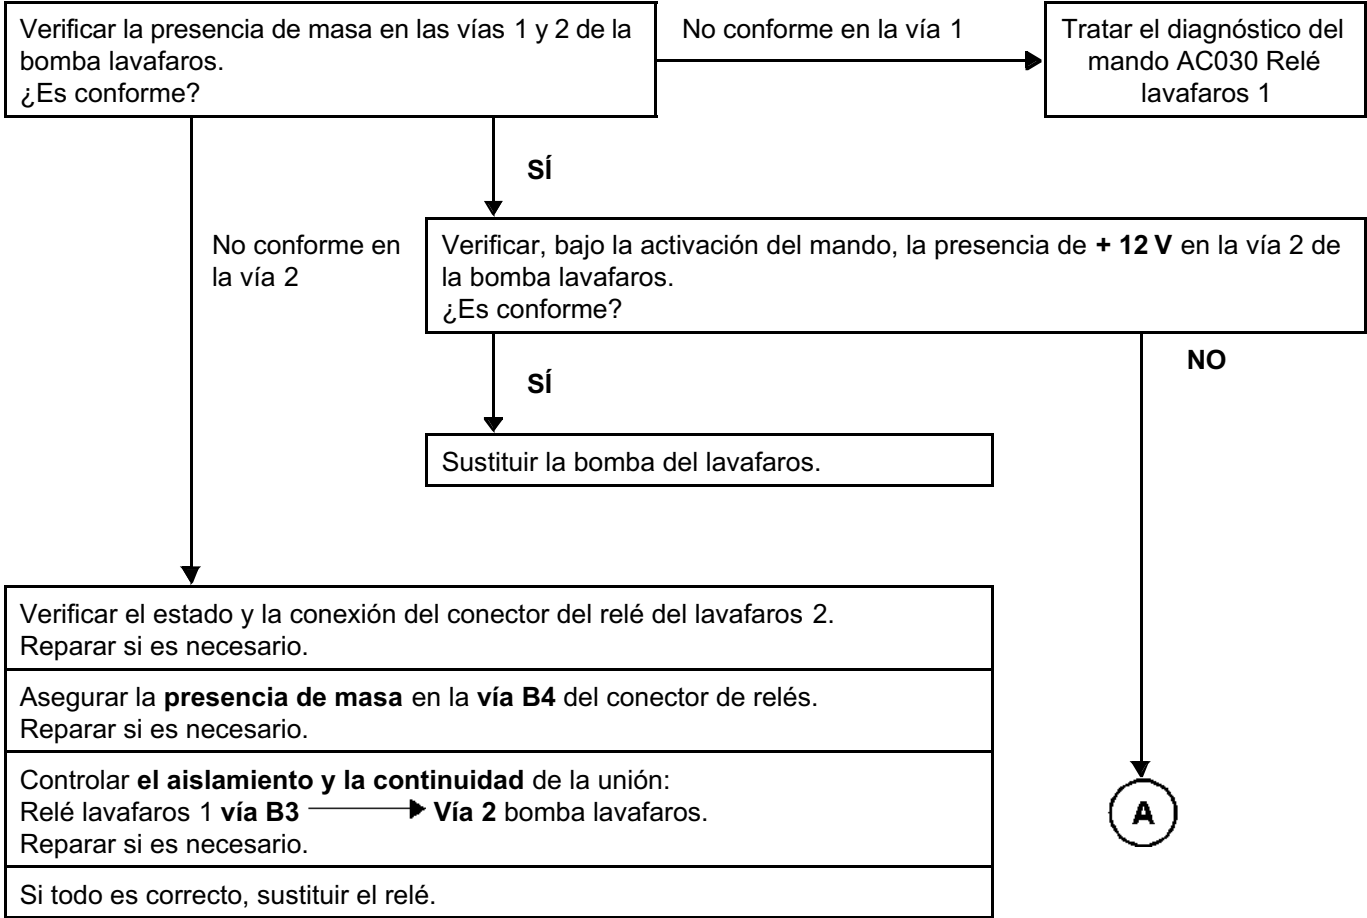 Verificar la presencia de masa en las vías 1 y 2 de la
bomba lavafaros.
¿Es conforme?
No conforme en la vía 1
Tratar el diagnóstico del
mando AC030 Relé
lavafaros 1
SÍ
No conforme en
la vía 2
Verificar, bajo la activación del mando, la presencia de + 12 V en la vía 2 de
la bomba lavafaros.
¿Es conforme?
SÍ
NO
Sustituir la bomba del lavafaros.
Verificar el estado y la conexión del conector del relé del lavafaros 2.
Reparar si es necesario.
Asegurar la presencia de masa en la vía B4 del conector de relés.
Reparar si es necesario.
Controlar el aislamiento y la continuidad de la unión:
Relé lavafaros 1 vía B3 Vía 2 bomba lavafaros.
Reparar si es necesario.
Si todo es correcto, sustituir el relé.
A